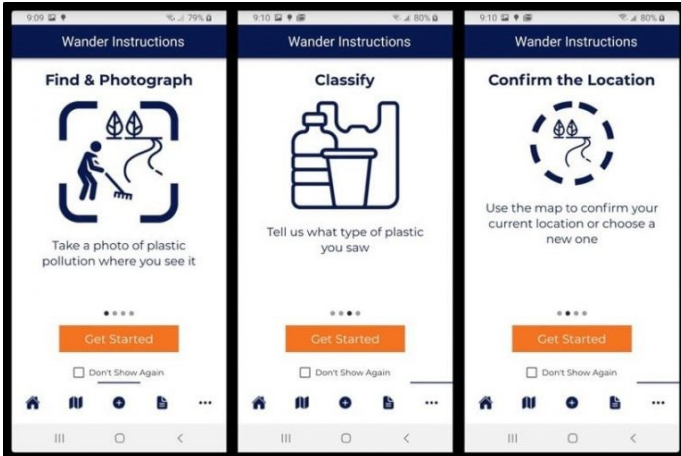 9:09
79%
Wander Instructions
Find & Photograph
Take a photo of plastic
pollution where you see it
Get Started
Don't Show Again
9:10
80%
Wander Instructions
Classify
Tell us what type of plastic
you saw
Get Started
Don't Show Again
9:10
80%
Wander Instructions
Confirm the Location
Use the map to confirm your
current location or choose a
new one
Get Started
Don't Show Again